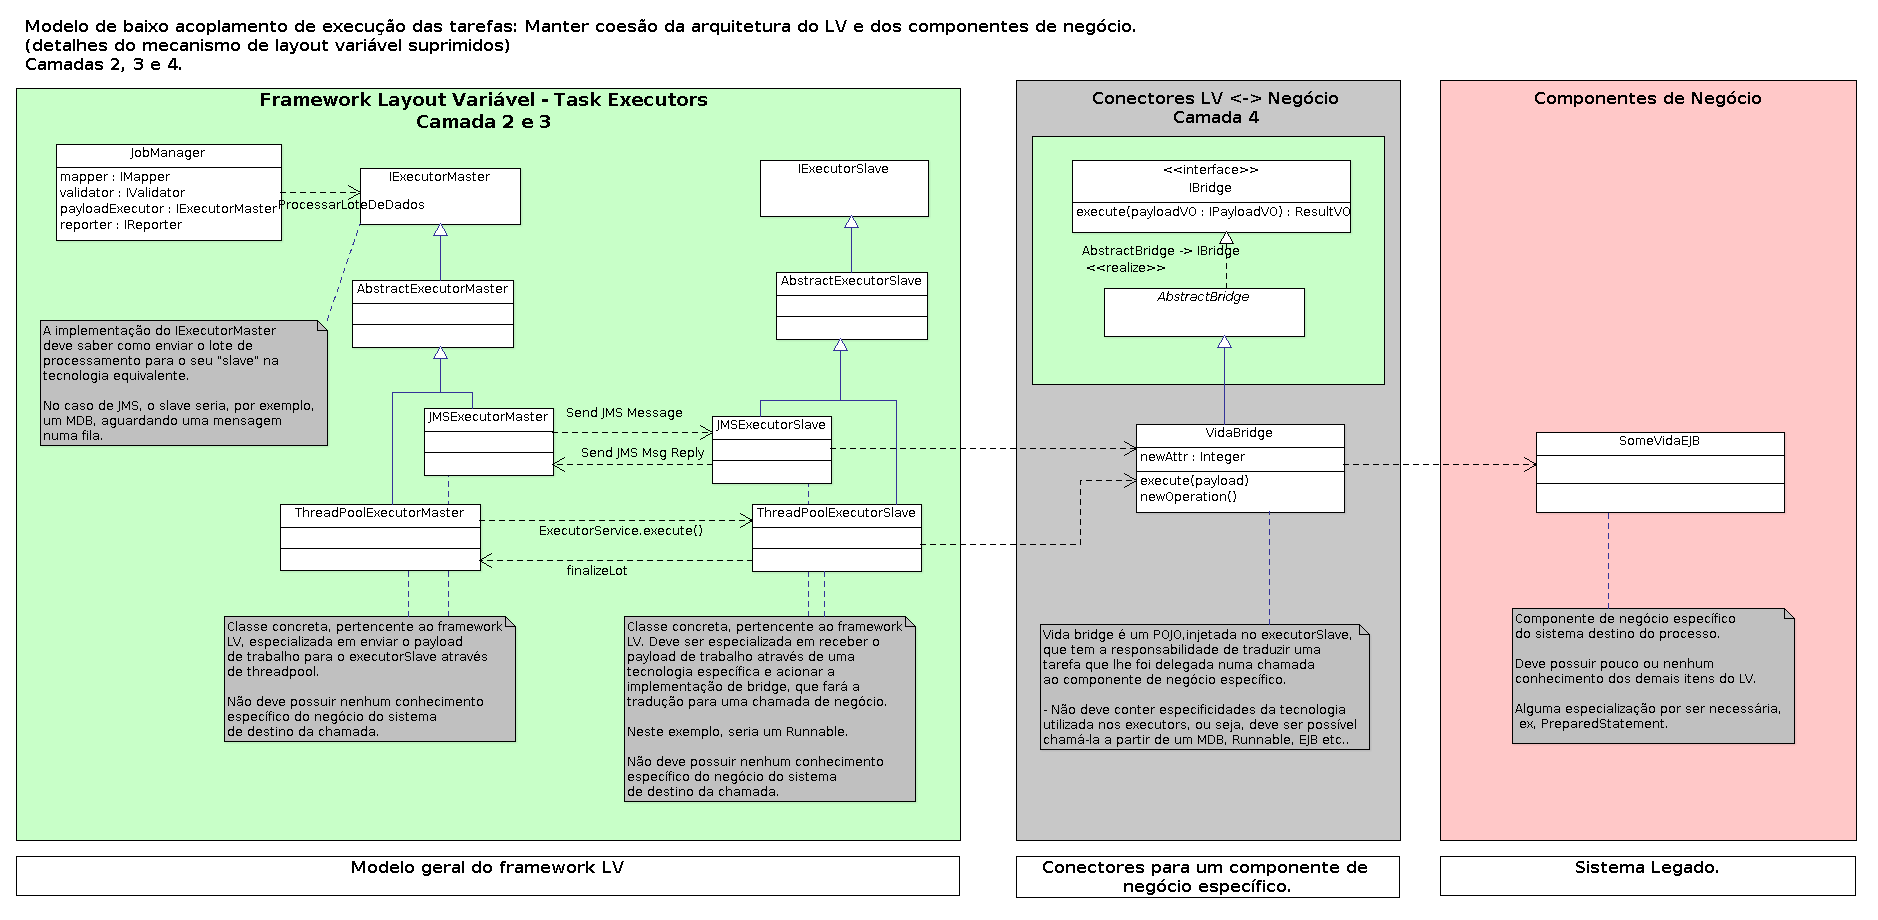 Modelo de baixo acoplamento de execução das tarefas: Manter coesão da arquitetura do LV e dos componentes de negócio.
(detalhes do mecanismo de layout variável suprimidos)
Camadas 2, 3 e 4.
Framework Layout Variável - Task Executors
Camada 2 e 3
JobManager
mapper : IMapper
validator : IValidator
payloadExecutor : IExecutorMaster
reporter : IReporter
ProcessarLoteDeDados
IExecutorMaster
IExecutorSlave
AbstractExecutorMaster
AbstractExecutorSlave
A implementação do IExecutorMaster
deve saber como enviar o lote de
processamento para o seu "slave" na
tecnologia equivalente.
No caso de JMS, o slave seria, por exemplo,
um MDB, aguardando uma mensagem
numa fila.
JMSExecutorMaster
Send JMS Message
JMSExecutorSlave
Send JMS Msg Reply
ThreadPoolExecutorMaster
ExecutorService.execute()
ThreadPoolExecutorSlave
finalizeLot
Classe concreta, pertencente ao framework
LV, especializada em enviar o payload
de trabalho para o executorSlave através
de threadpool.
Não deve possuir nenhum conhecimento
específico do negócio do sistema
de destino da chamada.
Classe concreta, pertencente ao framework
LV. Deve ser especializada em receber o
payload de trabalho através de uma
tecnologia específica e acionar a
implementação de bridge, que fará a
tradução para uma chamada de negócio.
Neste exemplo, seria um Runnable.
Não deve possuir nenhum conhecimento
específico do negócio do sistema
de destino da chamada.
Modelo geral do framework LV
Conectores LV <-> Negócio
Camada 4
<<interface>>
IBridge
execute(payloadVO : IPayloadVO) : ResultVO
AbstractBridge -> IBridge
<<realize>>
AbstractBridge
VidaBridge
newAttr : Integer
execute(payload)
newOperation()
Vida bridge é um POJO,injetada no executorSlave,
que tem a responsabilidade de traduzir uma
tarefa que lhe foi delegada numa chamada
ao componente de negócio específico.
- Não deve conter especificidades da tecnologia
utilizada nos executors, ou seja, deve ser possível
chamá-la a partir de um MDB, Runnable, EJB etc..
Conectores para um componente de
negócio específico.
Componentes de Negócio
SomeVidaEJB
Componente de negócio específico
do sistema destino do processo.
Deve possuir pouco ou nenhum
conhecimento dos demais itens do LV.
Alguma especialização por ser necessária,
ex, PreparedStatement.
Sistema Legado.